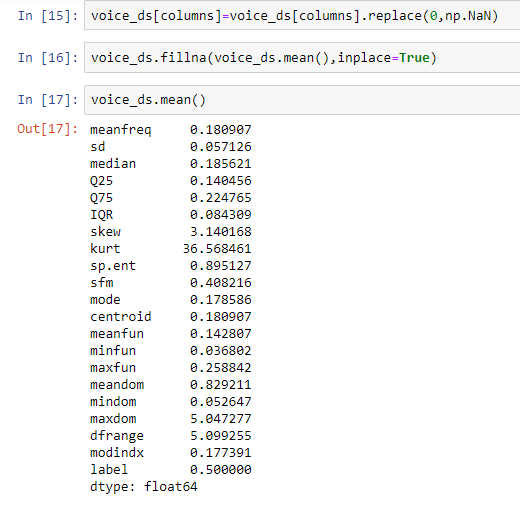 In [15]: voice_ds[columns]=voice_ds[columns].replace(0,np.NaN)
In [16]: voice_ds.fillna(voice_ds.mean(),inplace=True)
In [17]: voice_ds.mean()
Out[17]: meanfreq 0.180907
sd 0.057126
median 0.185621
Q25 0.140456
Q75 0.224765
IQR 0.084309
skew 3.140168
kurt 36.568461
sp.ent 0.895127
sfm 0.408216
mode 0.178586
centroid 0.180907
meanfun 0.142807
minfun 0.036802
maxfun 0.258842
meandom 0.829211
mindom 0.052647
maxdom 5.047277
dfrange 5.099255
modindx 0.177391
label 0.500000
dtype: float64